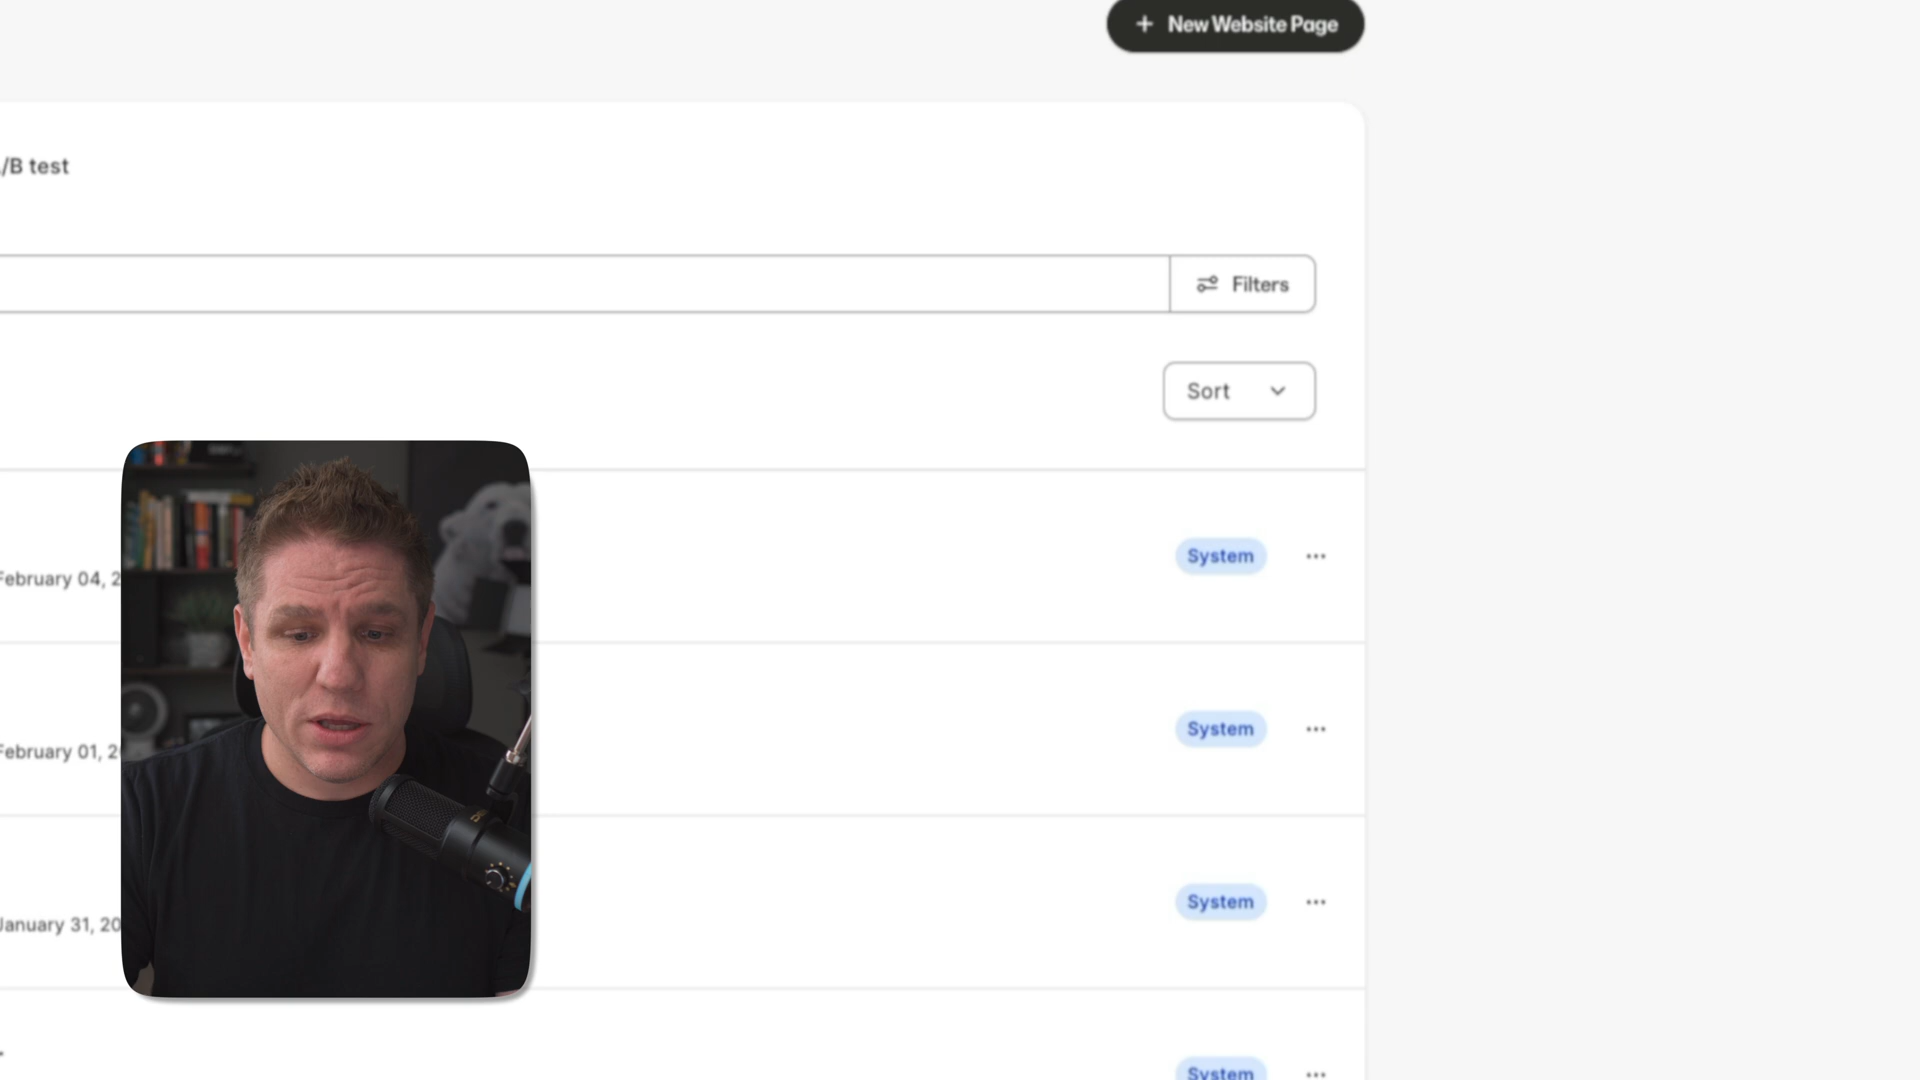 + New Website Page
/B test
Filters
Sort
System
February 04, 2
System
February 01, 2
System
January 31, 20
System